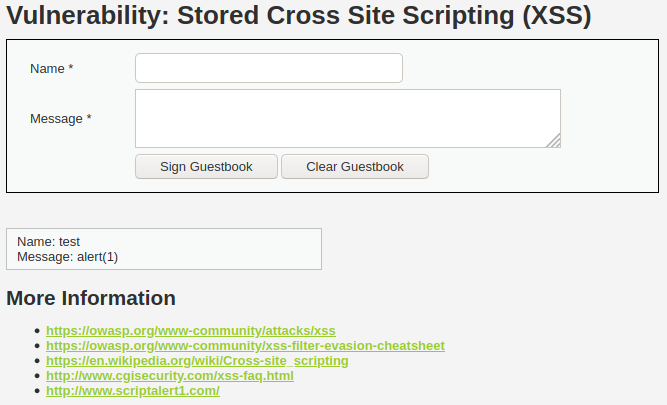 Vulnerability: Stored Cross Site Scripting (XSS)
Name *
Message *
Sign Guestbook Clear Guestbook
Name: test
Message: alert(1)
More Information
https://owasp.org/www-community/attacks/xss
https://owasp.org/www-community/xss-filter-evasion-cheatsheet
https://en.wikipedia.org/wiki/Cross-site_scripting
http://www.cgisecurity.com/xss-faq.html
http://www.scriptalert1.com/